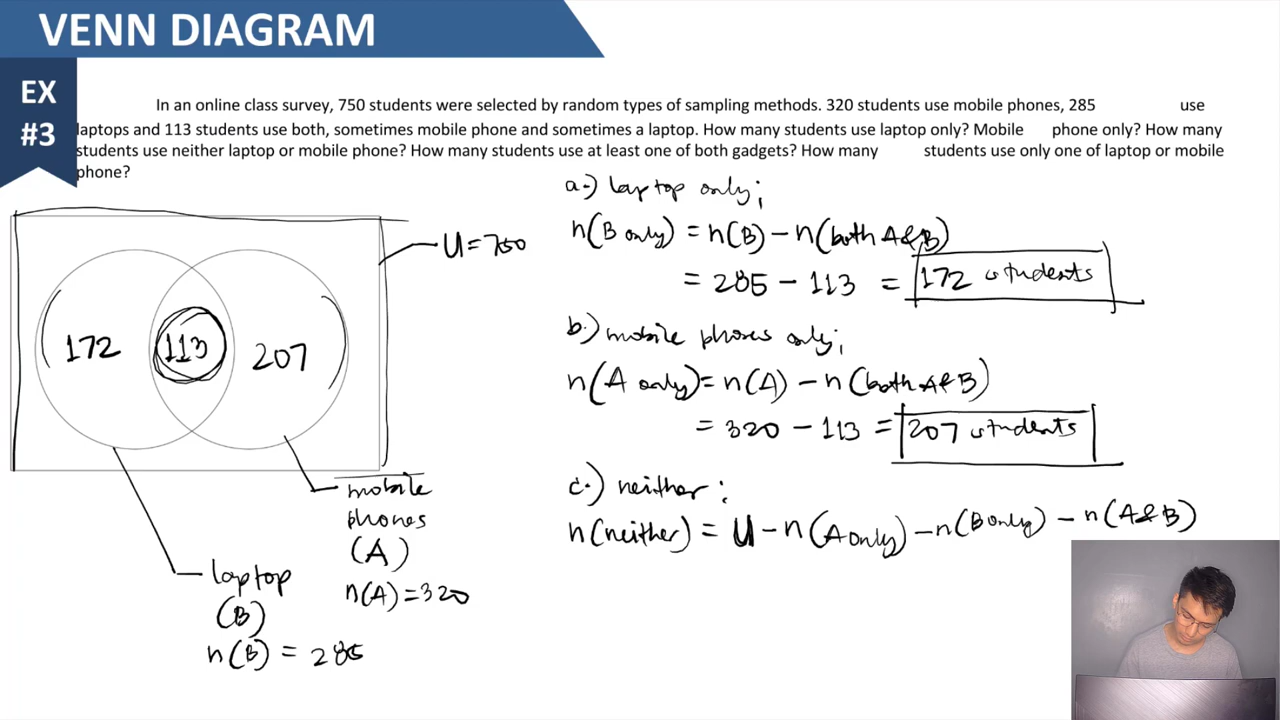 VENN DIAGRAM
EX
#3
In an online class survey, 750 students were selected by random types of sampling methods. 320 students use mobile phones, 285 use
laptops and 113 students use both, sometimes mobile phone and sometimes a laptop. How many students use laptop only? Mobile phone only? How many
students use neither laptop or mobile phone? How many students use at least one of both gadgets? How many students use only one of laptop or mobile
phone?
a.) laptop only;
n(B only) = n(B) - n(both A&B)
= 285 - 113 = 172 students
b.) mobile phones only;
n(A only) = n(A) - n(both A&B)
= 320 - 113 = 207 students
c.) neither:
n(neither) = U - n(A only) - n(B only) - n(A&B)
U = 750
172
113
207
mobile
phones
(A)
n(A) = 320
laptop
(B)
n(B) = 285